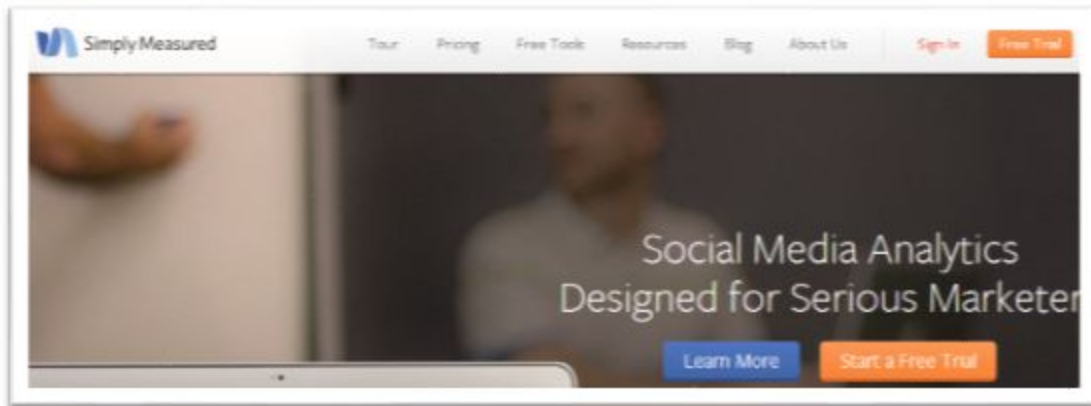 Simply Measured Tour Pricing Free Tools Resources Blog About Us Sign In Free Trial
Social Media Analytics
Designed for Serious Marketer
Learn More Start a Free Trial